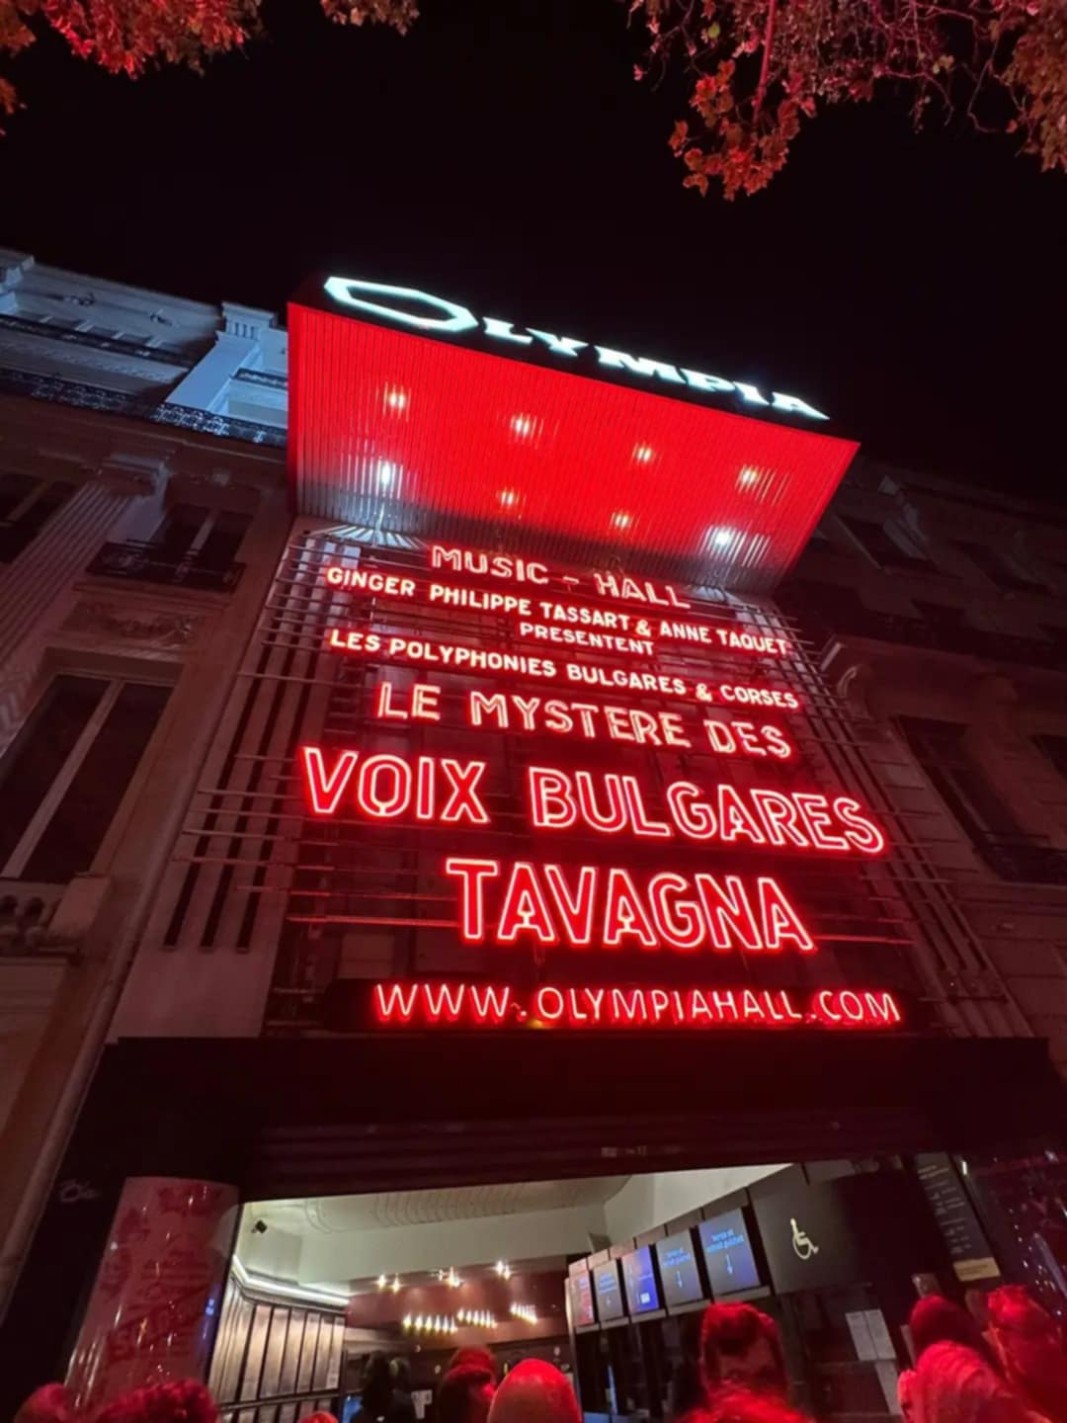 OLYMPIA
MUSIC - HALL
GINGER PHILIPPE TASSART & ANNE TAQUET
PRESENTENT
LES POLYPHONIES BULGARES & CORSES
LE MYSTERE DES
VOIX BULGARES
TAVAGNA
WWW.OLYMPIAHALL.COM